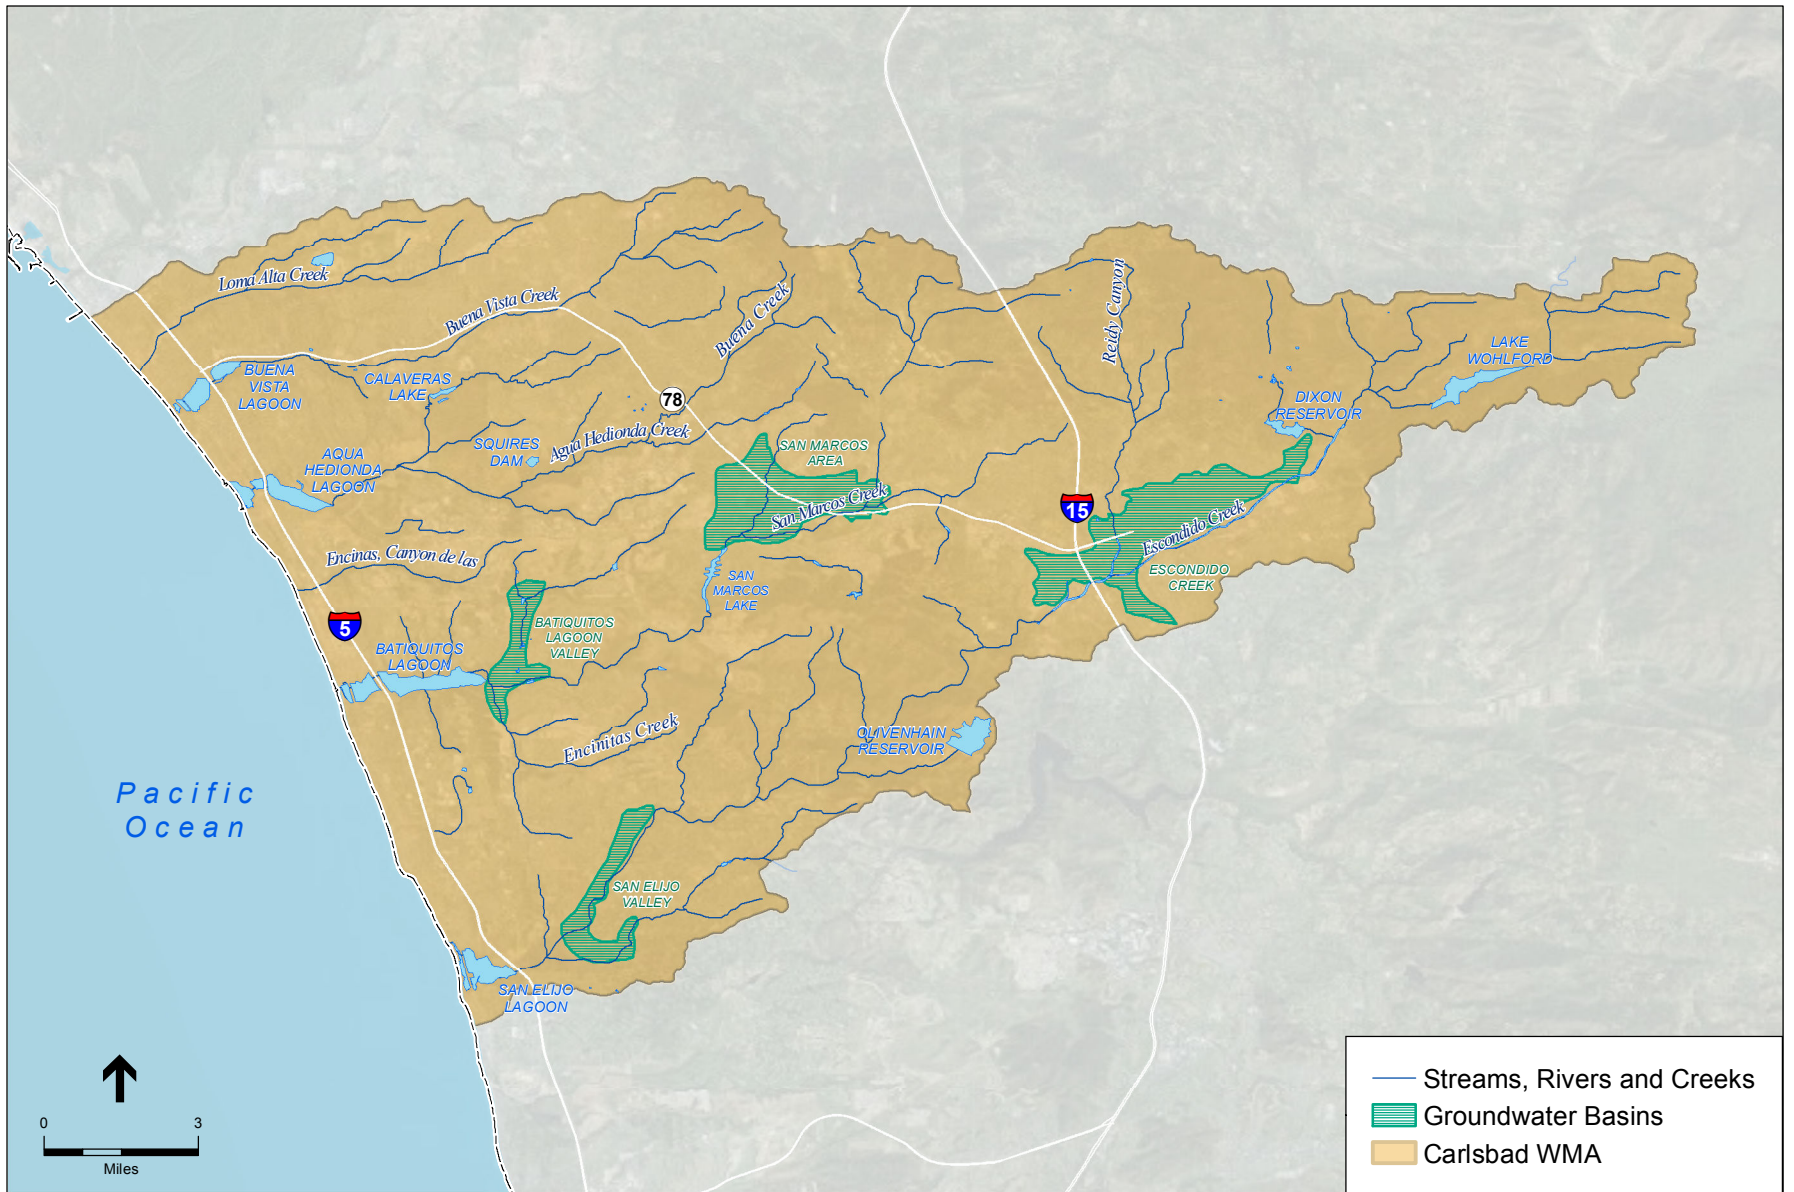 Loma Alta Creek
Buena Vista Creek
Buena Creek
Reidy Canyon
LAKE
WOHLFORD
BUENA
VISTA
LAGOON
CALAVERAS
LAKE
78
DIXON
RESERVOIR
SQUIRES
DAM
Agua Hedionda Creek
SAN MARCOS
AREA
AQUA
HEDIONDA
LAGOON
San Marcos Creek
15
Escondido Creek
ESCONDIDO
CREEK
Encinas, Canyon de las
SAN
MARCOS
LAKE
5
BATIQUITOS
LAGOON
BATIQUITOS
LAGOON
VALLEY
Encinitas Creek
OLIVENHAIN
RESERVOIR
Pacific
Ocean
SAN ELIJO
VALLEY
SAN ELIJO
LAGOON
0 3
Miles
Streams, Rivers and Creeks
Groundwater Basins
Carlsbad WMA